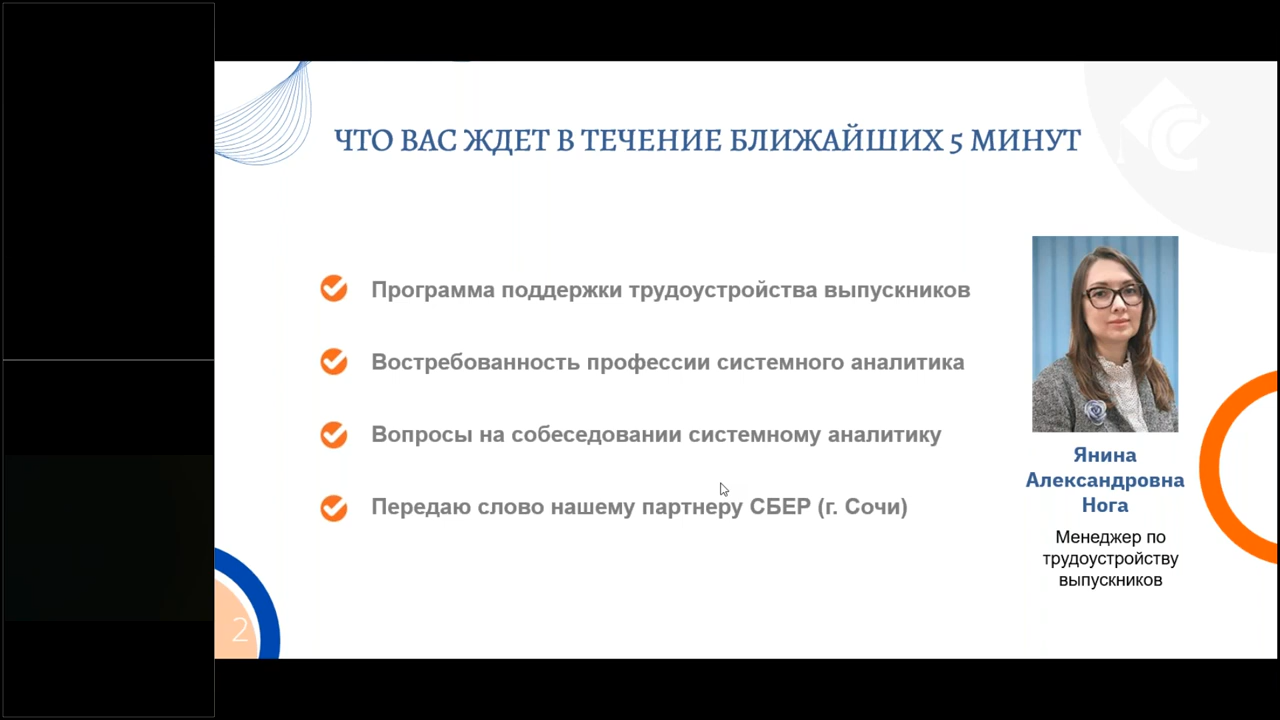 ЧТО ВАС ЖДЕТ В ТЕЧЕНИЕ БЛИЖАЙШИХ 5 МИНУТ
Программа поддержки трудоустройства выпускников
Востребованность профессии системного аналитика
Вопросы на собеседовании системному аналитику
Передаю слово нашему партнеру СБЕР (г. Сочи)
Янина
Александровна
Нога
Менеджер по
трудоустройству
выпускников
2